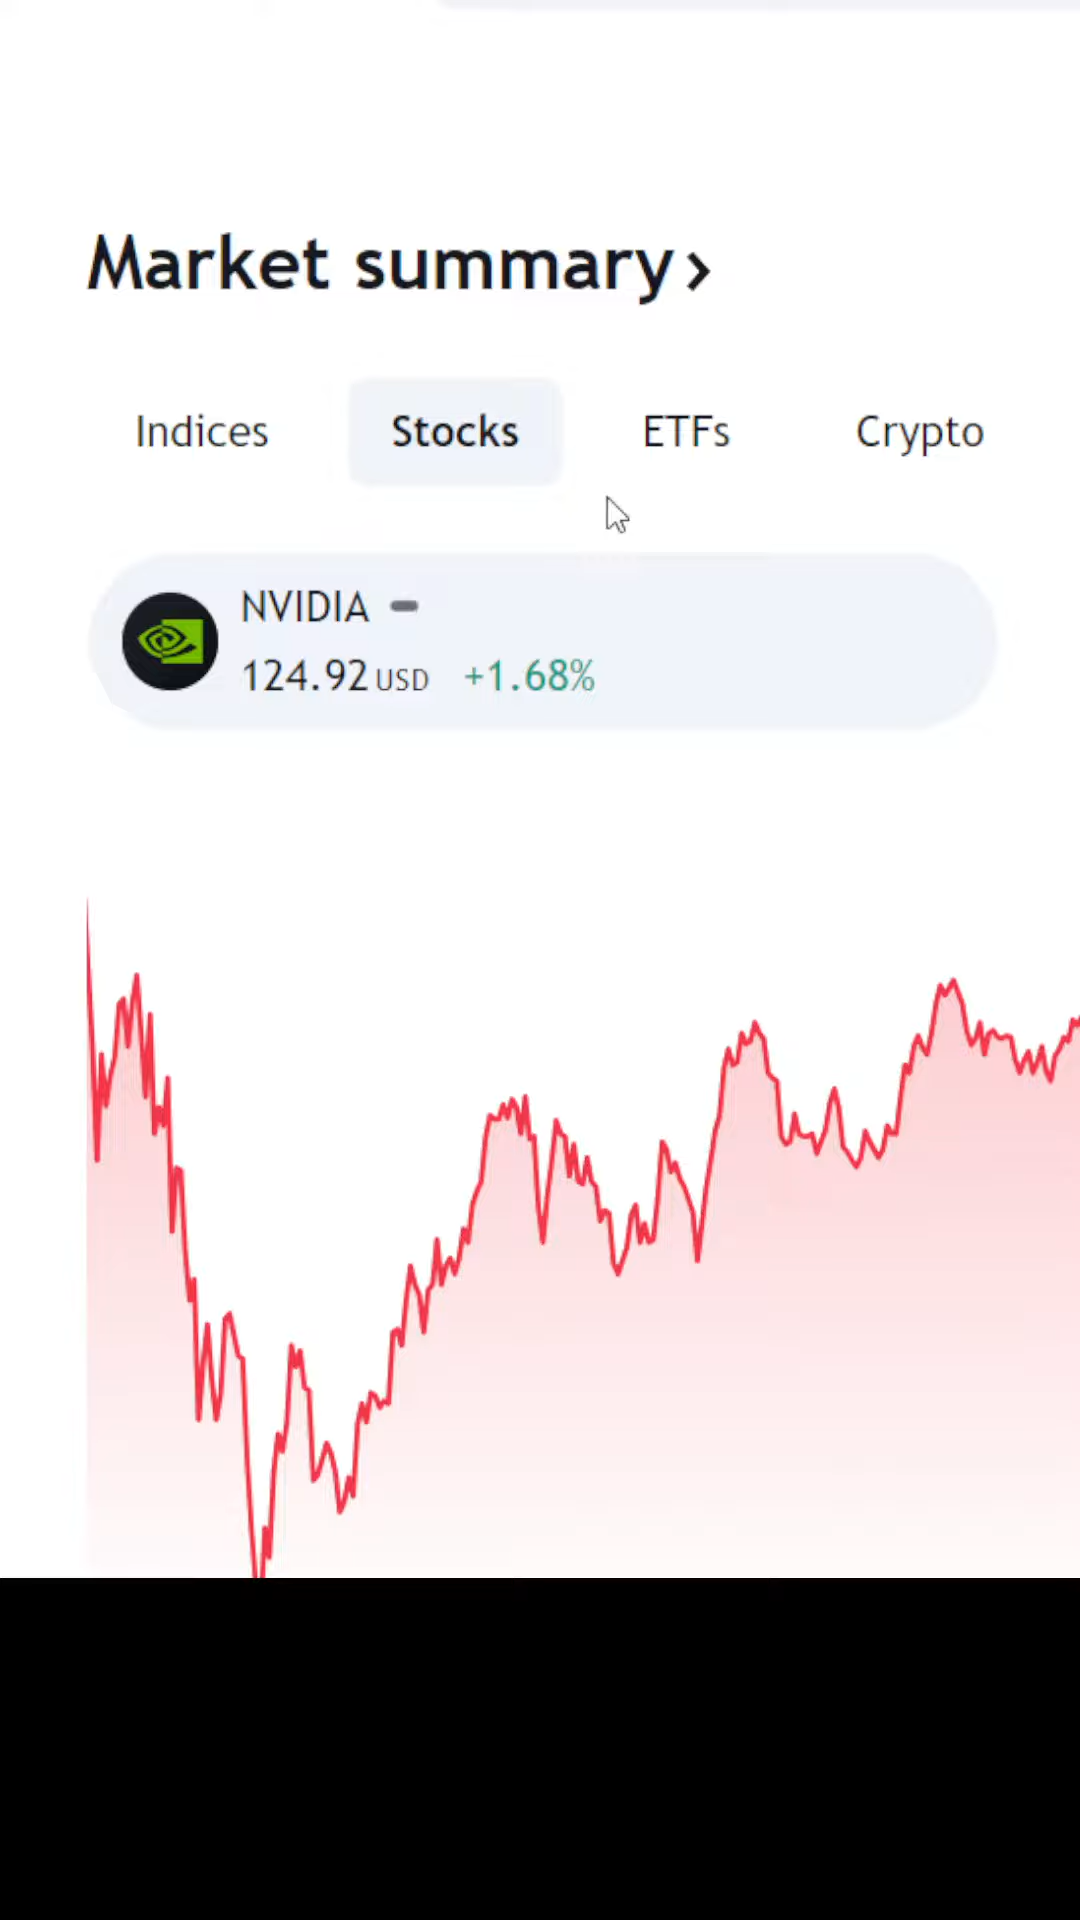 Market summary ›
Indices Stocks ETFs Crypto
NVIDIA
124.92 USD +1.68%